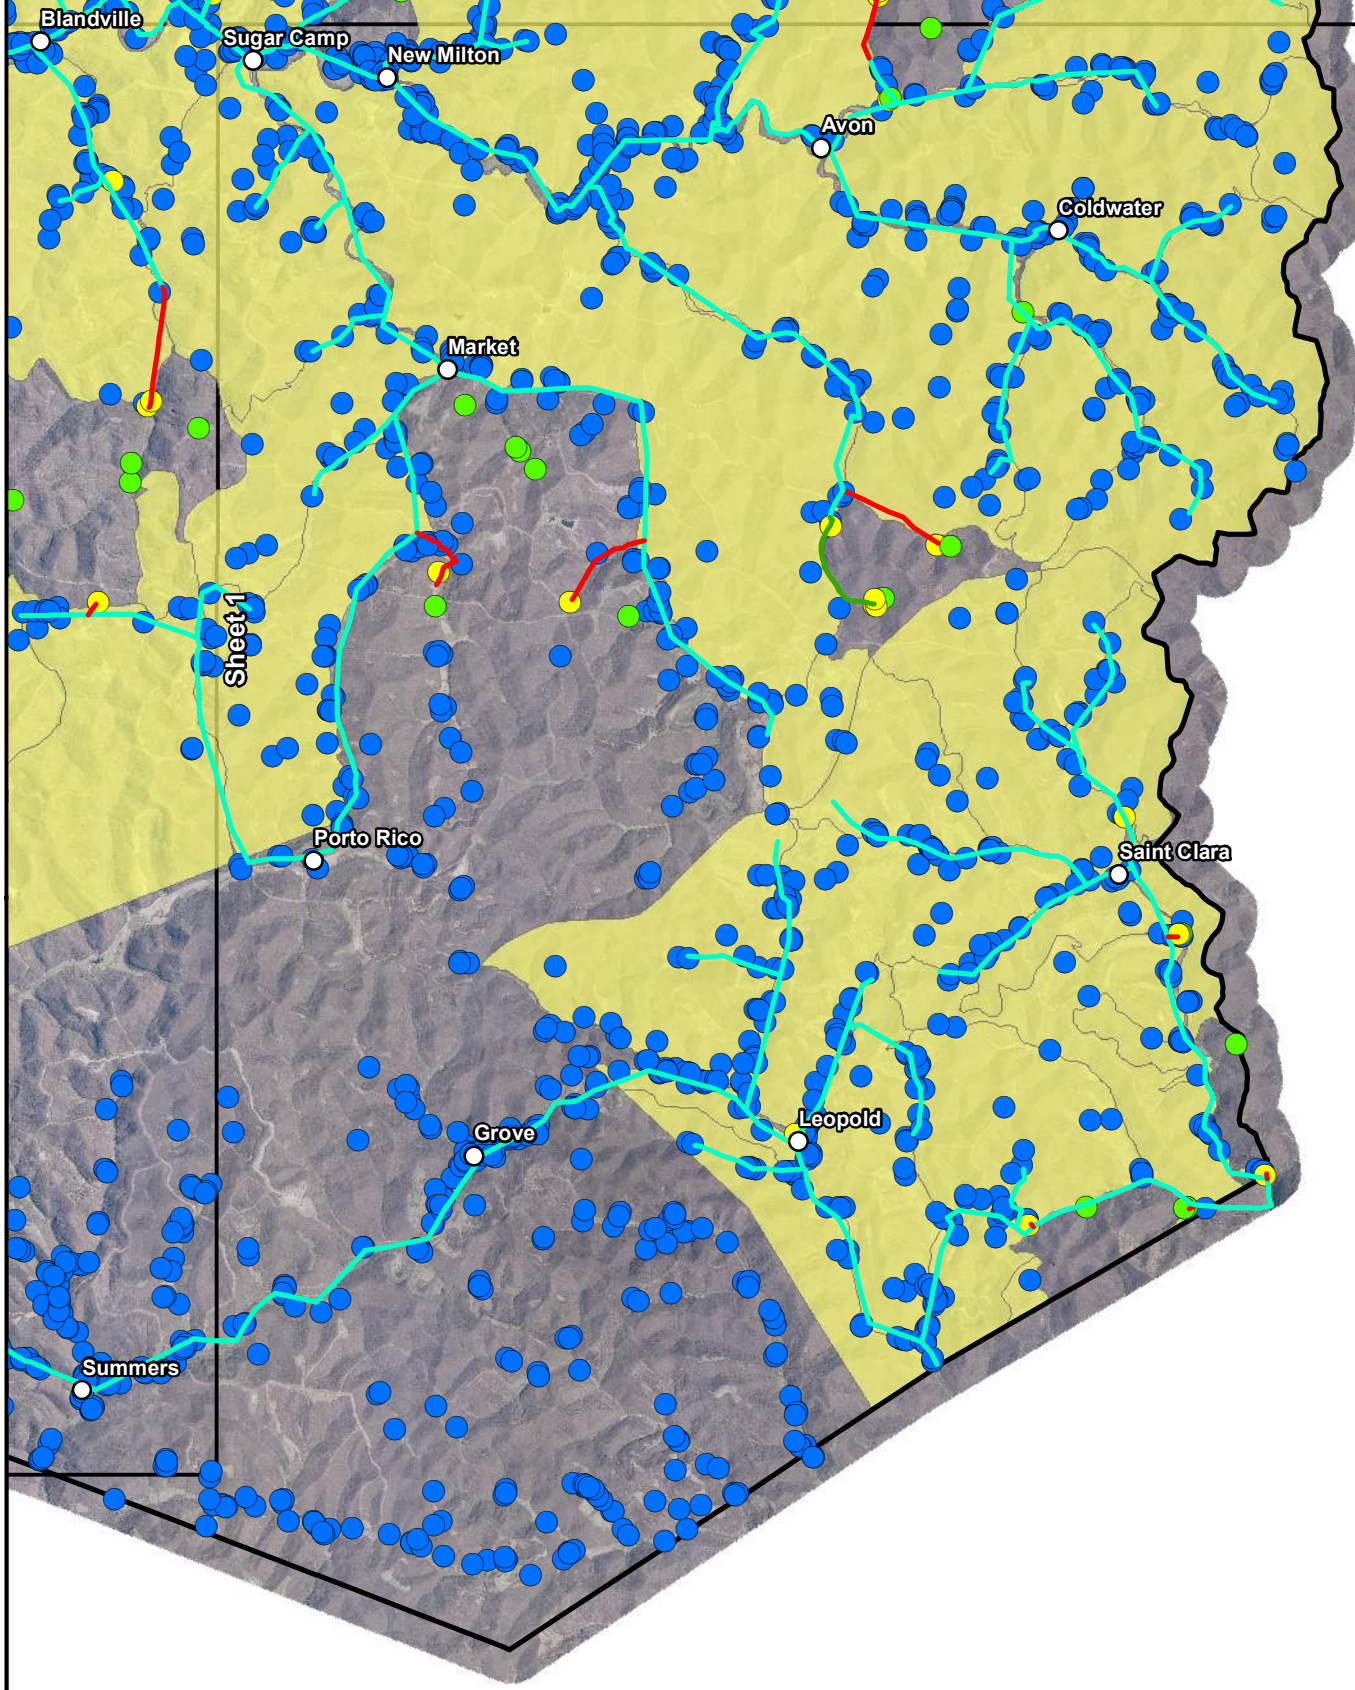 Blandville
Sugar Camp
New Milton
Avon
Coldwater
Market
Sheet 1
Porto Rico
Saint Clara
Leopold
Grove
Summers